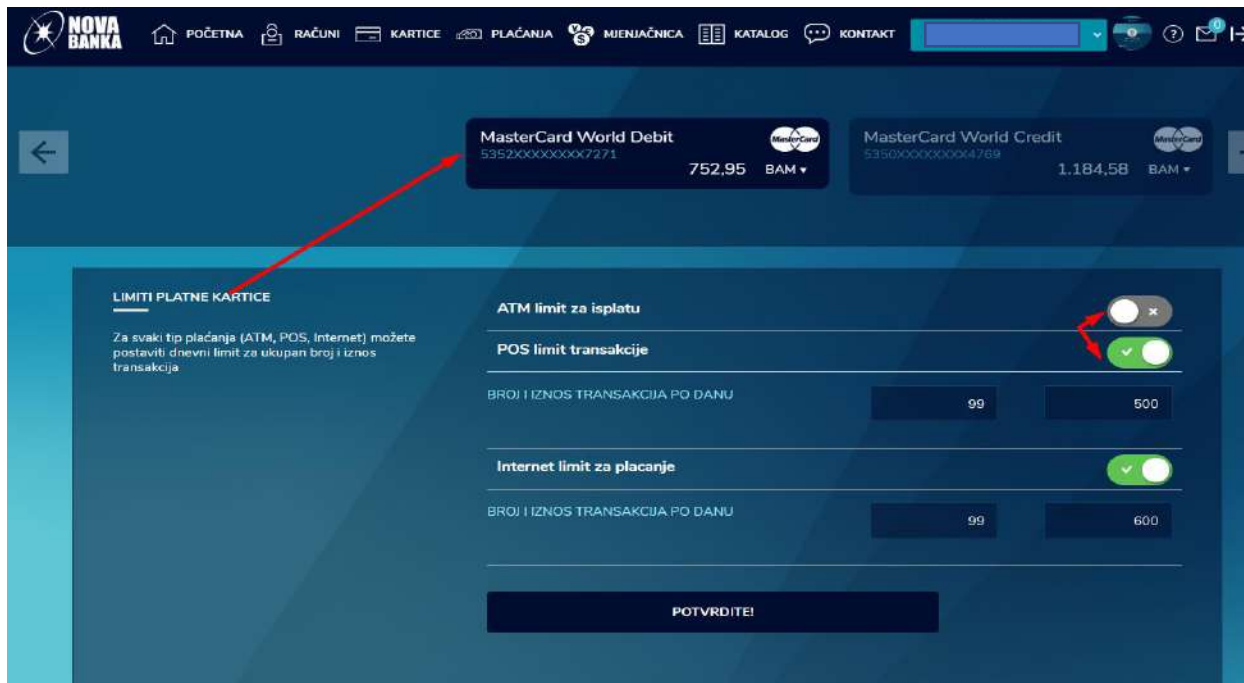 NOVA
BANKA
POČETNA
RAČUNI
KARTICE
PLAĆANJA
MJENJAČNICA
KATALOG
KONTAKT
0
MasterCard World Debit
MasterCard
5352XXXXXXXX7271
752,95 BAM
MasterCard World Credit
MasterCard
5350XXXXXXXX4769
1.184,58 BAM
LIMITI PLATNE KARTICE
Za svaki tip plaćanja (ATM, POS, Internet) možete
postaviti dnevni limit za ukupan broj i iznos
transakcija
ATM limit za isplatu
POS limit transakcije
BROJ I IZNOS TRANSAKCIJA PO DANU
99
500
Internet limit za placanje
BROJ I IZNOS TRANSAKCIJA PO DANU
99
600
POTVRDITE!